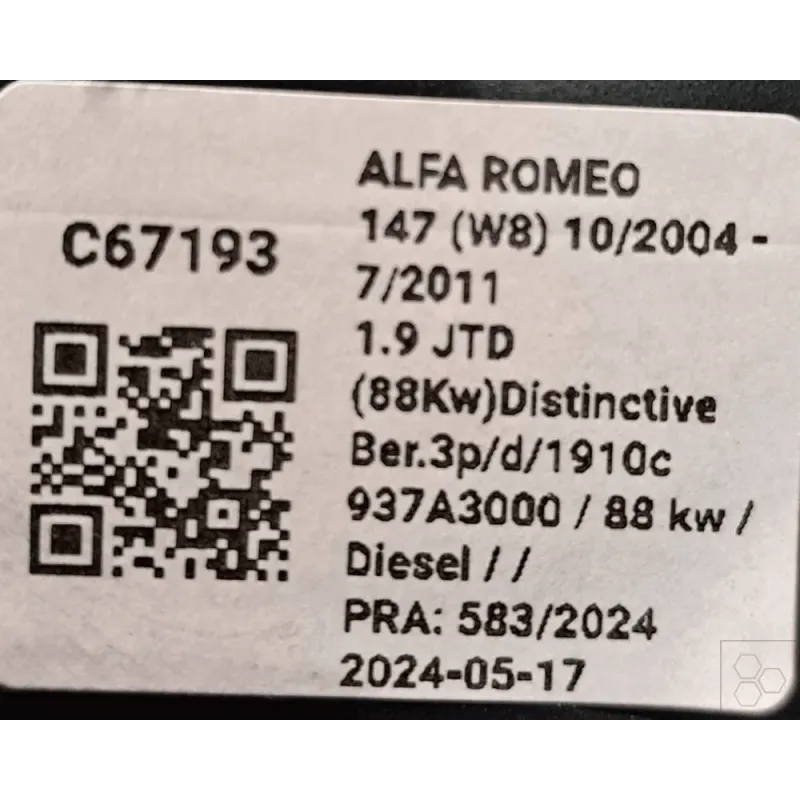 C67193
ALFA ROMEO
147 (W8) 10/2004 -
7/2011
1.9 JTD
(88Kw)Distinctive
Ber.3p/d/1910c
937A3000 / 88 kw /
Diesel / /
PRA: 583/2024
2024-05-17